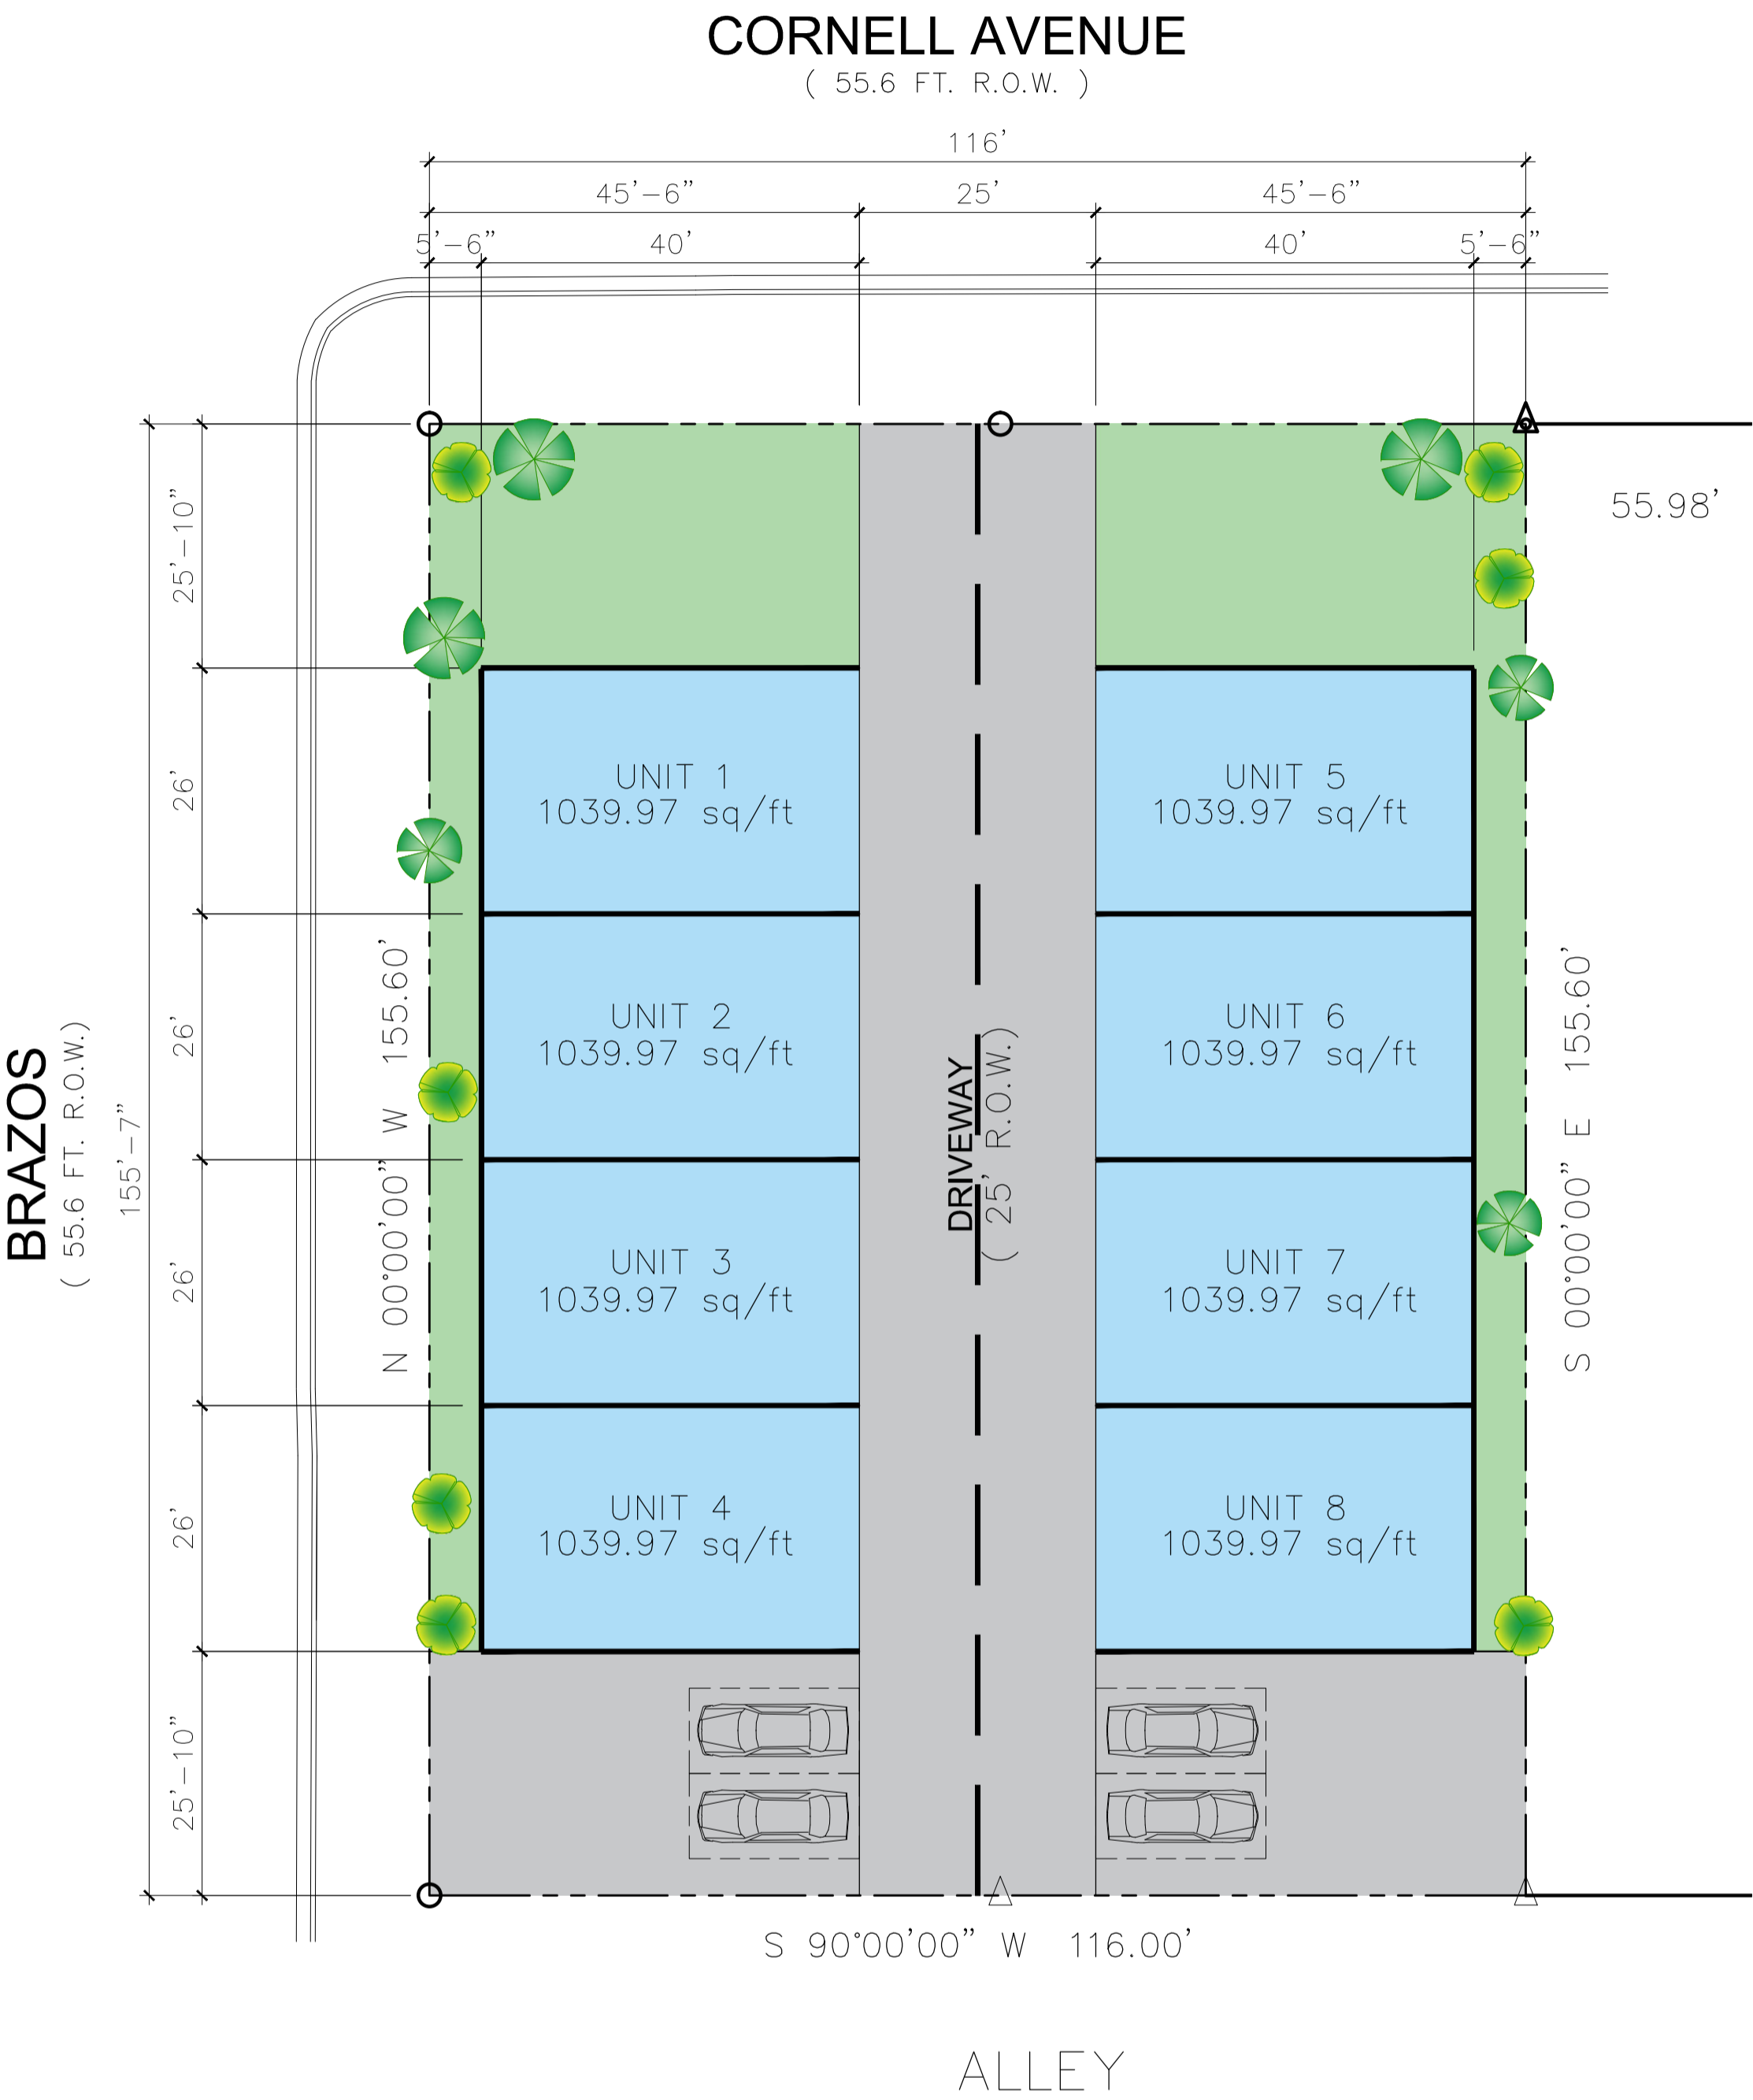 CORNELL AVENUE
( 55.6 FT. R.O.W. )
116’
45’-6”
25’
45’-6”
5’-6”
40’
40’
5’-6”
55.98’
25’-10”
26’
26’
26’
26’
25’-10”
155’-7”
BRAZOS
( 55.6 FT. R.O.W.)
N 00°00’00” W 155.60’
UNIT 1
1039.97 sq/ft
UNIT 5
1039.97 sq/ft
UNIT 2
1039.97 sq/ft
UNIT 6
1039.97 sq/ft
DRIVEWAY
( 25’ R.O.W.)
UNIT 3
1039.97 sq/ft
UNIT 7
1039.97 sq/ft
UNIT 4
1039.97 sq/ft
UNIT 8
1039.97 sq/ft
S 00°00’00” E 155.60’
S 90°00’00” W 116.00’
ALLEY